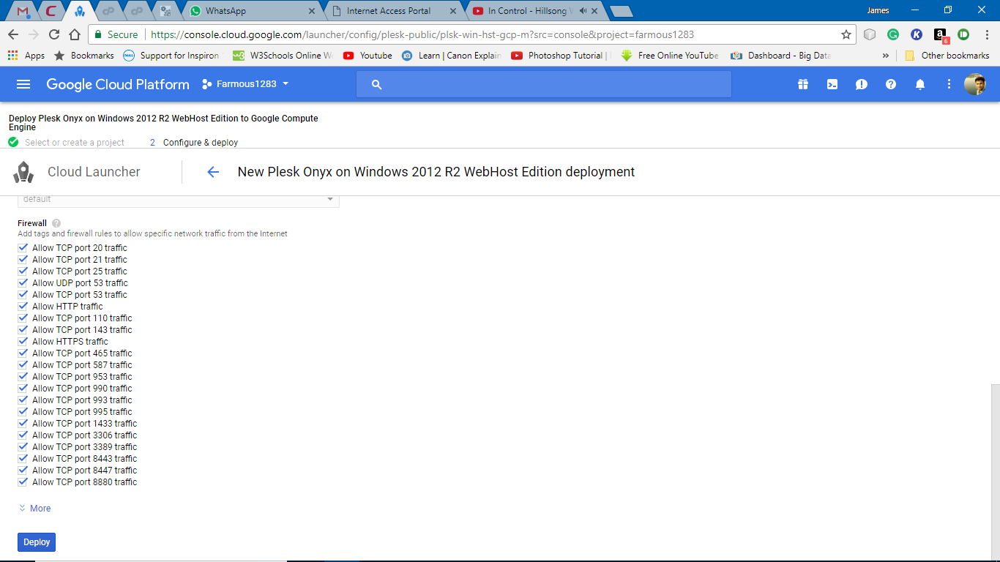 James
WhatsApp
Internet Access Portal
In Control - Hillsong
Secure
https://console.cloud.google.com/launcher/config/plesk-public/plsk-win-hst-gcp-m?src=console&project=farmous1283
6
Apps
Bookmarks
Support for Inspiron
W3Schools Online W
Youtube
Learn | Canon Explain
Photoshop Tutorial |
Free Online YouTube
Dashboard - Big Data
» Other bookmarks
Google Cloud Platform
Farmous1283
Deploy Plesk Onyx on Windows 2012 R2 WebHost Edition to Google Compute
Engine
Select or create a project
2 Configure & deploy
Cloud Launcher
New Plesk Onyx on Windows 2012 R2 WebHost Edition deployment
default
Firewall ?
Add tags and firewall rules to allow specific network traffic from the Internet
Allow TCP port 20 traffic
Allow TCP port 21 traffic
Allow TCP port 25 traffic
Allow UDP port 53 traffic
Allow TCP port 53 traffic
Allow HTTP traffic
Allow TCP port 110 traffic
Allow TCP port 143 traffic
Allow HTTPS traffic
Allow TCP port 465 traffic
Allow TCP port 587 traffic
Allow TCP port 953 traffic
Allow TCP port 990 traffic
Allow TCP port 993 traffic
Allow TCP port 995 traffic
Allow TCP port 1433 traffic
Allow TCP port 3306 traffic
Allow TCP port 3389 traffic
Allow TCP port 8443 traffic
Allow TCP port 8447 traffic
Allow TCP port 8880 traffic
More
Deploy